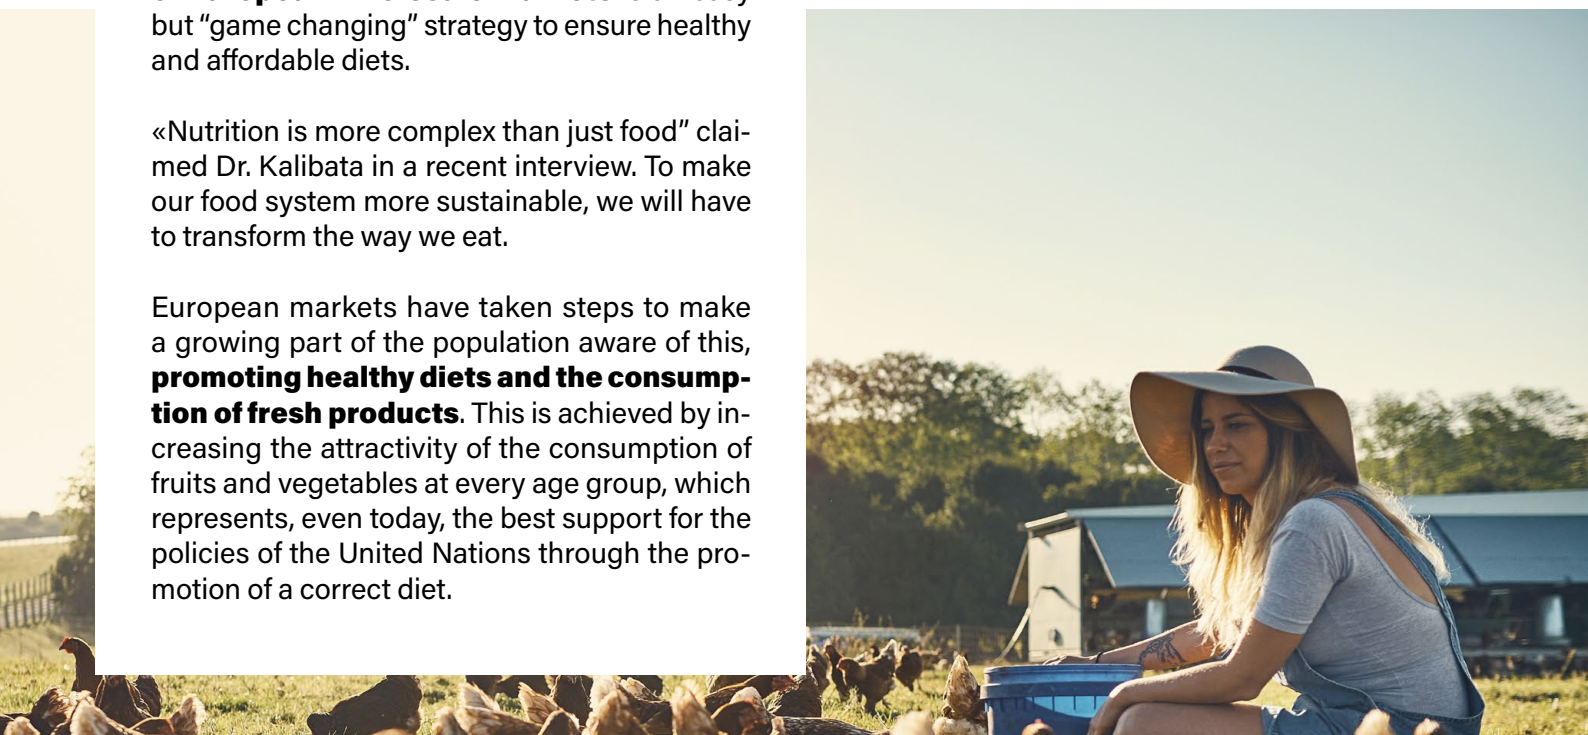 but “game changing” strategy to ensure healthy
and affordable diets.
«Nutrition is more complex than just food” clai-
med Dr. Kalibata in a recent interview. To make
our food system more sustainable, we will have
to transform the way we eat.
European markets have taken steps to make
a growing part of the population aware of this,
promoting healthy diets and the consump-
tion of fresh products. This is achieved by in-
creasing the attractivity of the consumption of
fruits and vegetables at every age group, which
represents, even today, the best support for the
policies of the United Nations through the pro-
motion of a correct diet.